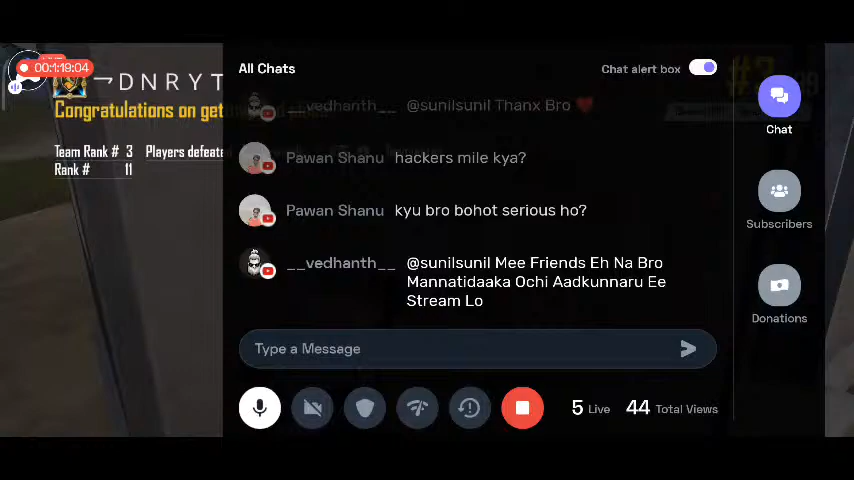 00:1:19:04
DNRYT
Congratulations on get
Team Rank # 3 Players defeated
Rank # 11
All Chats
Chat alert box
__vedhanth__ @sunilsunil Thanx Bro ❤️
Pawan Shanu hackers mile kya?
Pawan Shanu kyu bro bohot serious ho?
__vedhanth__ @sunilsunil Mee Friends Eh Na Bro
Mannatidaaka Ochi Aadkunnaru Ee
Stream Lo
Type a Message
5 Live 44 Total Views
Chat
Subscribers
Donations